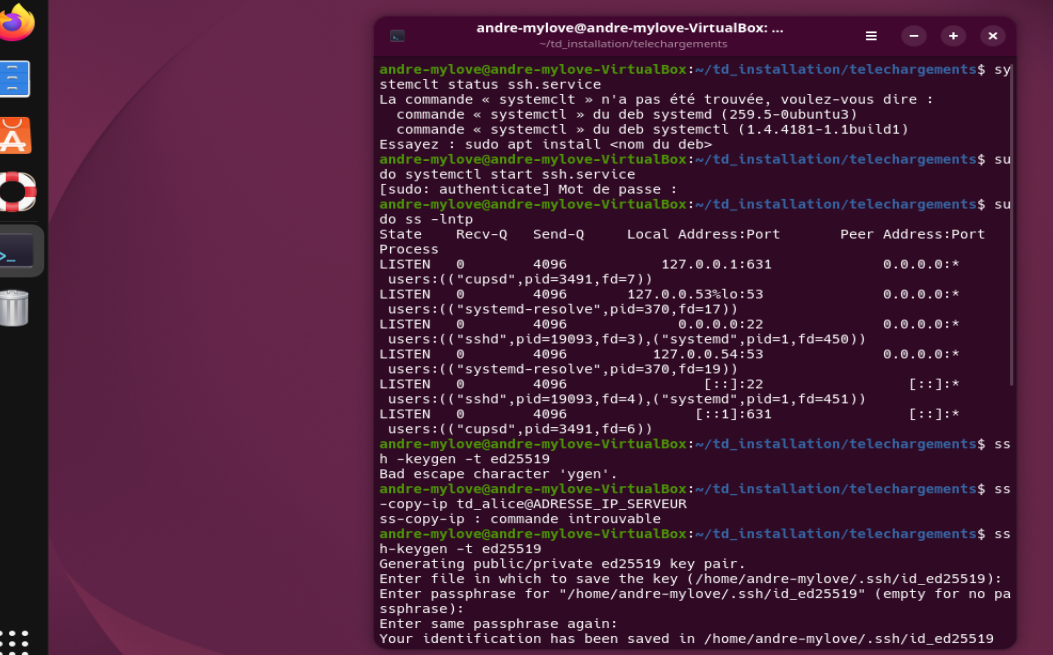 andre-mylove@andre-mylove-VirtualBox: ...
~/td_installation/telechargements
andre-mylove@andre-mylove-VirtualBox:~/td_installation/telechargements$ sy
stemclt status ssh.service
La commande « systemclt » n'a pas été trouvée, voulez-vous dire :
  commande « systemctl » du deb systemd (259.5-0ubuntu3)
  commande « systemctl » du deb systemctl (1.4.4181-1.1build1)
Essayez : sudo apt install <nom du deb>
andre-mylove@andre-mylove-VirtualBox:~/td_installation/telechargements$ su
do systemctl start ssh.service
[sudo: authenticate] Mot de passe :
andre-mylove@andre-mylove-VirtualBox:~/td_installation/telechargements$ su
do ss -lntp
State   Recv-Q   Send-Q     Local Address:Port       Peer Address:Port
Process
LISTEN   0        4096           127.0.0.1:631             0.0.0.0:*
 users:(("cupsd",pid=3491,fd=7))
LISTEN   0        4096       127.0.0.53%lo:53              0.0.0.0:*
 users:(("systemd-resolve",pid=370,fd=17))
LISTEN   0        4096             0.0.0.0:22              0.0.0.0:*
 users:(("sshd",pid=19093,fd=3),("systemd",pid=1,fd=450))
LISTEN   0        4096          127.0.0.54:53              0.0.0.0:*
 users:(("systemd-resolve",pid=370,fd=19))
LISTEN   0        4096                [::]:22                 [::]:*
 users:(("sshd",pid=19093,fd=4),("systemd",pid=1,fd=451))
LISTEN   0        4096               [::1]:631                [::]:*
 users:(("cupsd",pid=3491,fd=6))
andre-mylove@andre-mylove-VirtualBox:~/td_installation/telechargements$ ss
h -keygen -t ed25519
Bad escape character 'ygen'.
andre-mylove@andre-mylove-VirtualBox:~/td_installation/telechargements$ ss
-copy-ip td_alice@ADRESSE_IP_SERVEUR
ss-copy-ip : commande introuvable
andre-mylove@andre-mylove-VirtualBox:~/td_installation/telechargements$ ss
h-keygen -t ed25519
Generating public/private ed25519 key pair.
Enter file in which to save the key (/home/andre-mylove/.ssh/id_ed25519):
Enter passphrase for "/home/andre-mylove/.ssh/id_ed25519" (empty for no pa
ssphrase):
Enter same passphrase again:
Your identification has been saved in /home/andre-mylove/.ssh/id_ed25519